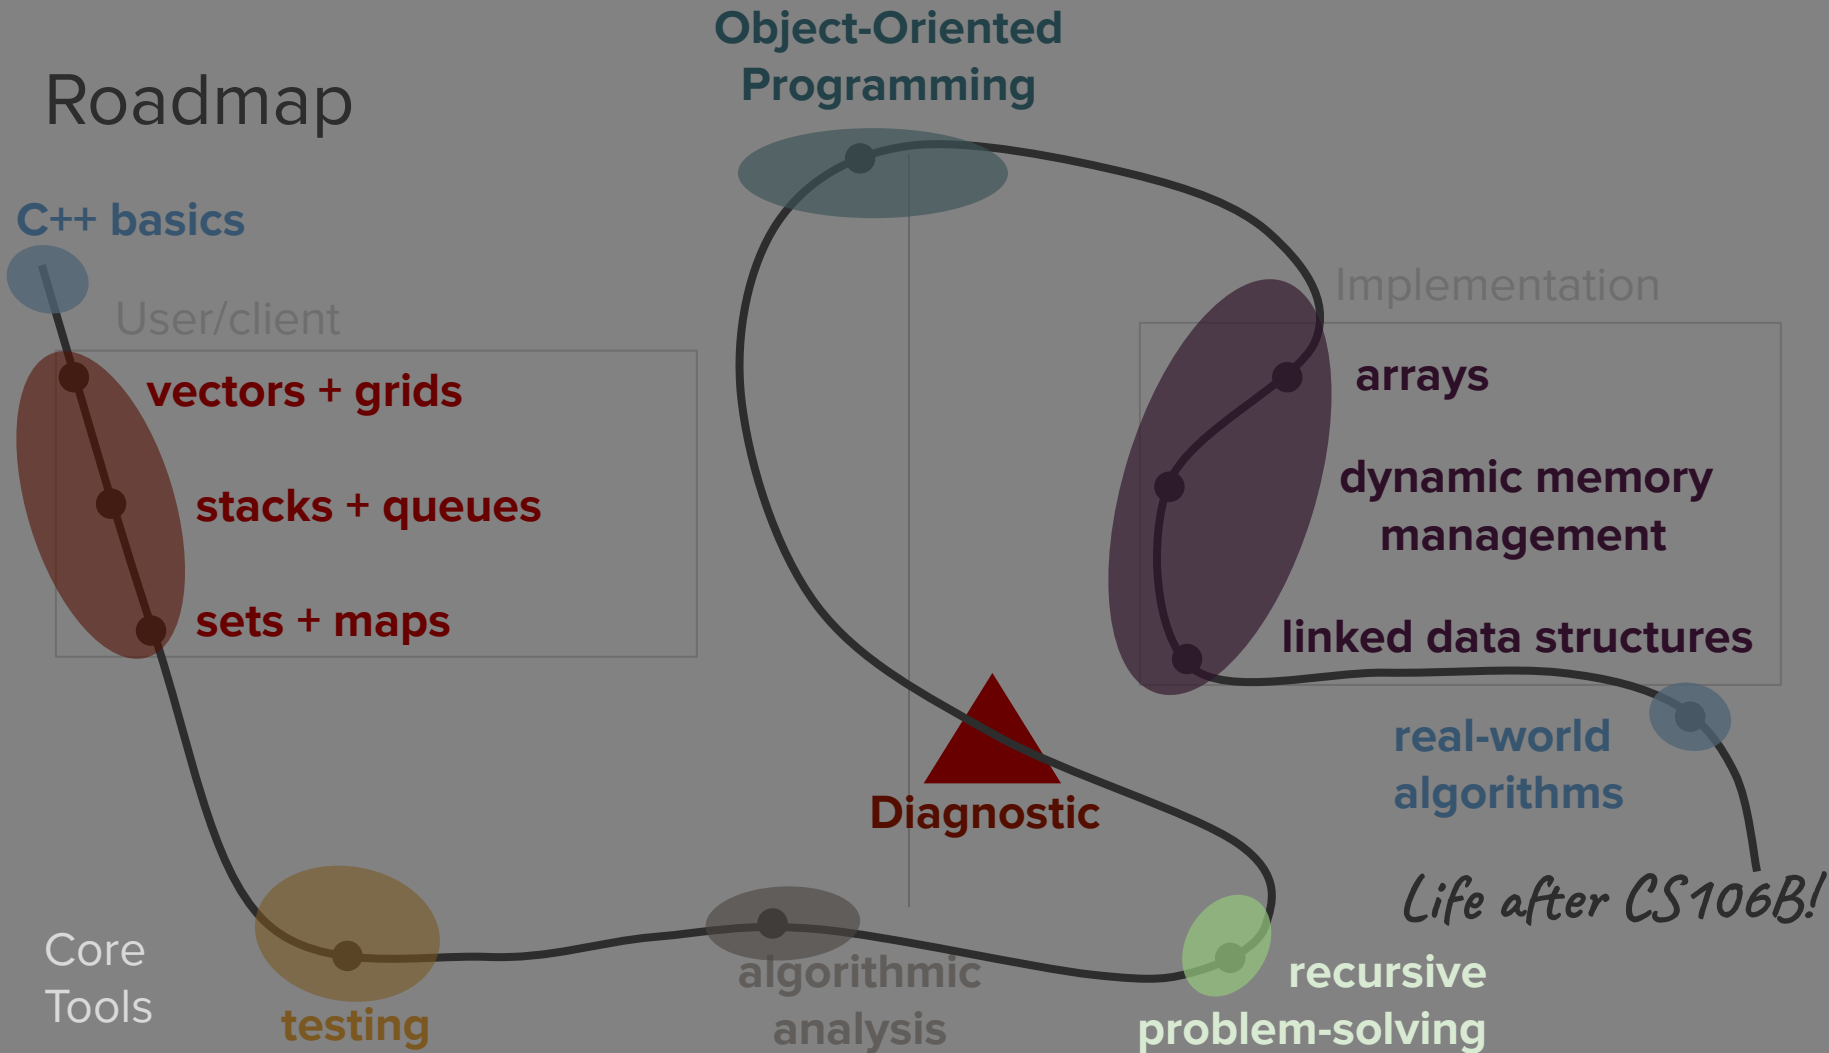 Object-Oriented
Programming
Roadmap
C++ basics
User/client
vectors + grids
stacks + queues
sets + maps
Implementation
arrays
dynamic memory
management
linked data structures
real-world
algorithms
Diagnostic
Life after CS106B!
Core
Tools
testing
algorithmic
analysis
recursive
problem-solving